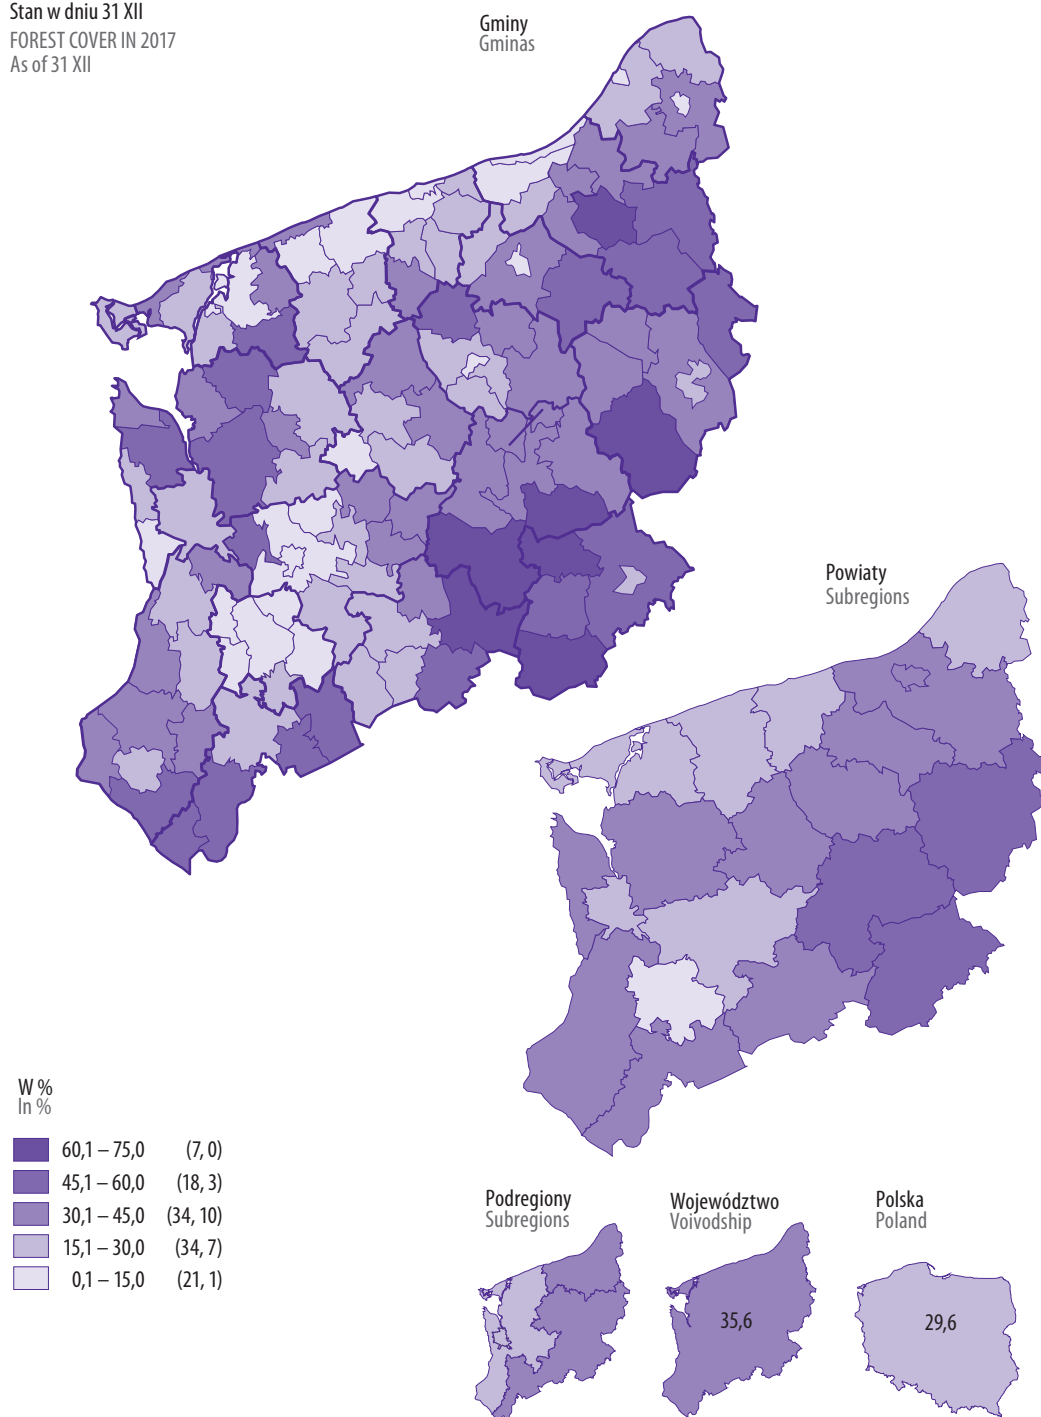 Stan w dniu 31 XII
FOREST COVER IN 2017
As of 31 XII
Gminy
Gminas
Powiaty
Subregions
W %
In %
60,1 – 75,0 (7, 0)
45,1 – 60,0 (18, 3)
30,1 – 45,0 (34, 10)
15,1 – 30,0 (34, 7)
0,1 – 15,0 (21, 1)
Podregiony
Subregions
Województwo
Voivodship
35,6
Polska
Poland
29,6